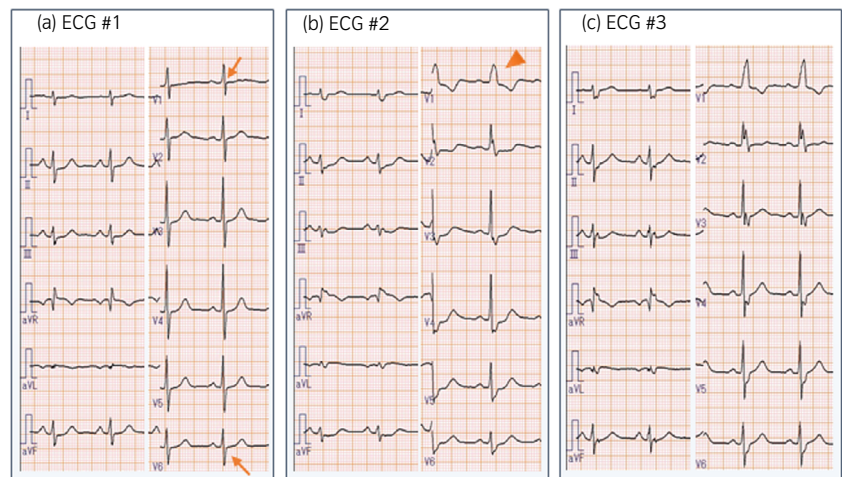 (a) ECG #1
I
II
III
aVR
aVL
aVF
V1
V2
V3
V4
V5
V6
(b) ECG #2
I
II
III
aVR
aVL
aVF
V1
V2
V3
V4
V5
V6
(c) ECG #3
I
II
III
aVR
aVL
aVF
V1
V2
V3
V4
V5
V6